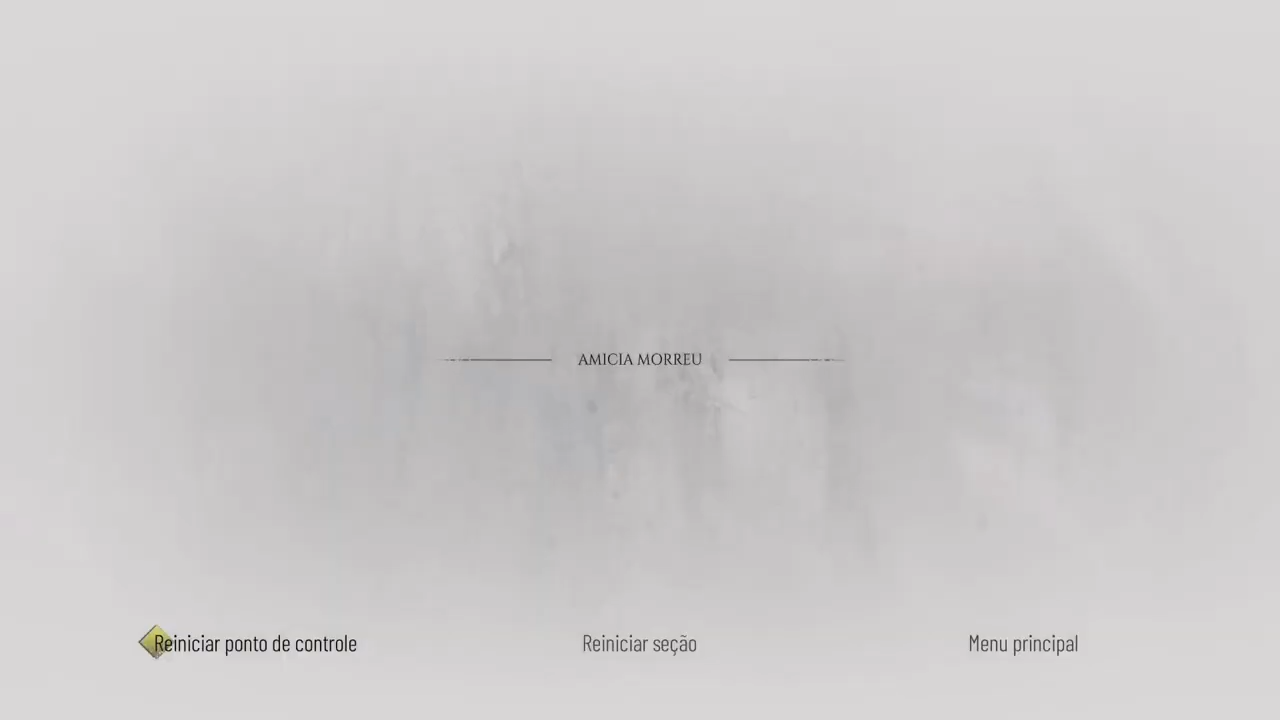 AMICIA MORREU
Reiniciar ponto de controle
Reiniciar seção
Menu principal